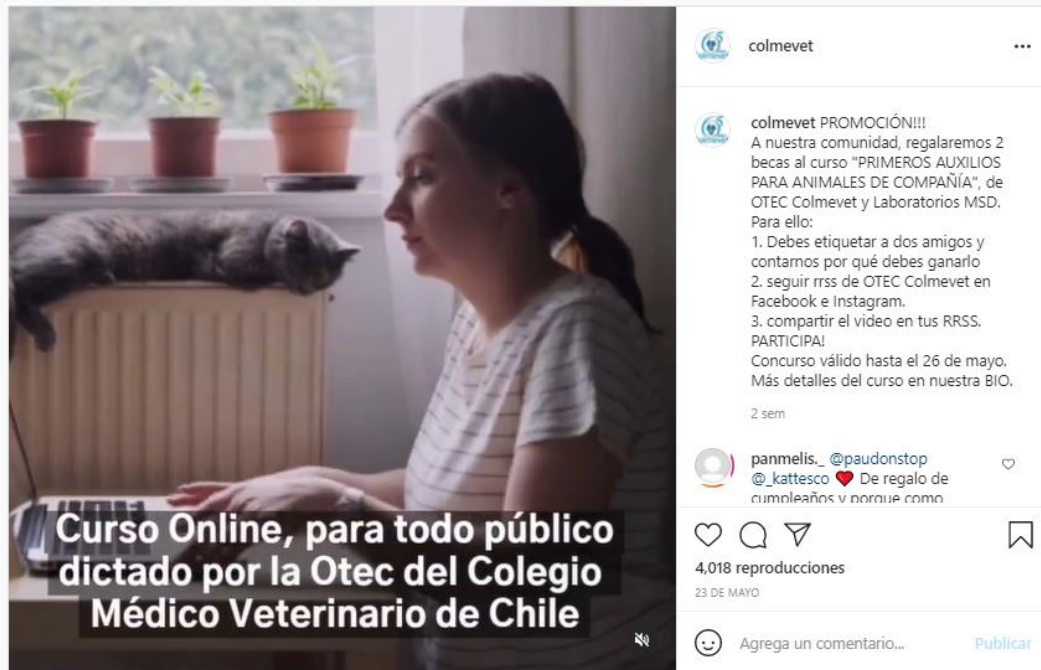 Curso Online, para todo público
dictado por la Otec del Colegio
Médico Veterinario de Chile
colmevet
colmevet PROMOCIÓN!!!
A nuestra comunidad, regalaremos 2
becas al curso "PRIMEROS AUXILIOS
PARA ANIMALES DE COMPAÑÍA", de
OTEC Colmevet y Laboratorios MSD.
Para ello:
1. Debes etiquetar a dos amigos y
contarnos por qué debes ganarlo
2. seguir rrss de OTEC Colmevet en
Facebook e Instagram.
3. compartir el video en tus RRSS.
PARTICIPA!
Concurso válido hasta el 26 de mayo.
Más detalles del curso en nuestra BIO.
2 sem
panmelis._ @paudonstop
@_kattesco ❤️ De regalo de
cumpleaños y porque como
4,018 reproducciones
23 DE MAYO
Agrega un comentario...
Publicar